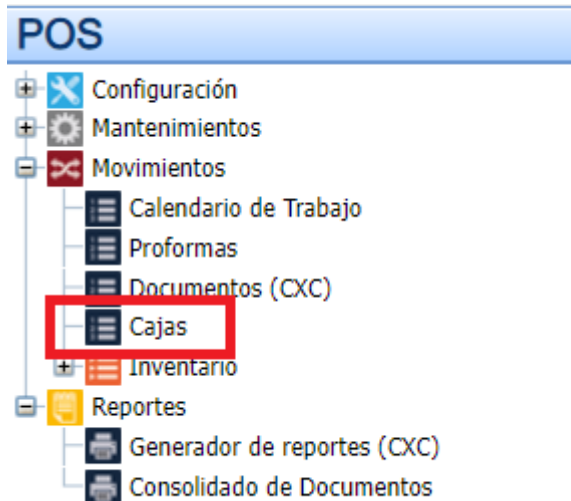 POS
Configuración
Mantenimientos
Movimientos
Calendario de Trabajo
Proformas
Documentos (CXC)
Cajas
Inventario
Reportes
Generador de reportes (CXC)
Consolidado de Documentos